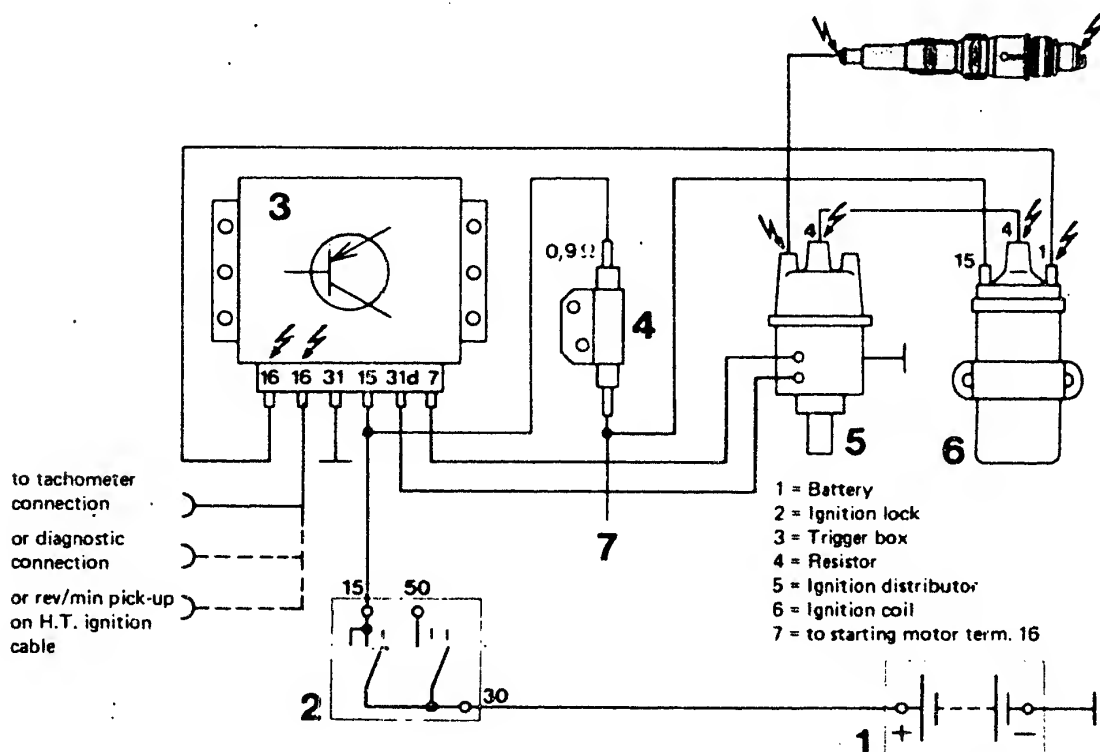 3
0,9Ω
4
4
4
15
1
16 16 31 15 31d 7
5
6
to tachometer
connection
or diagnostic
connection
or rev/min pick-up
on H.T. ignition
cable
7
1 = Battery
2 = Ignition lock
3 = Trigger box
4 = Resistor
5 = Ignition distributor
6 = Ignition coil
7 = to starting motor term. 16
15 50
30
2
1
+ −